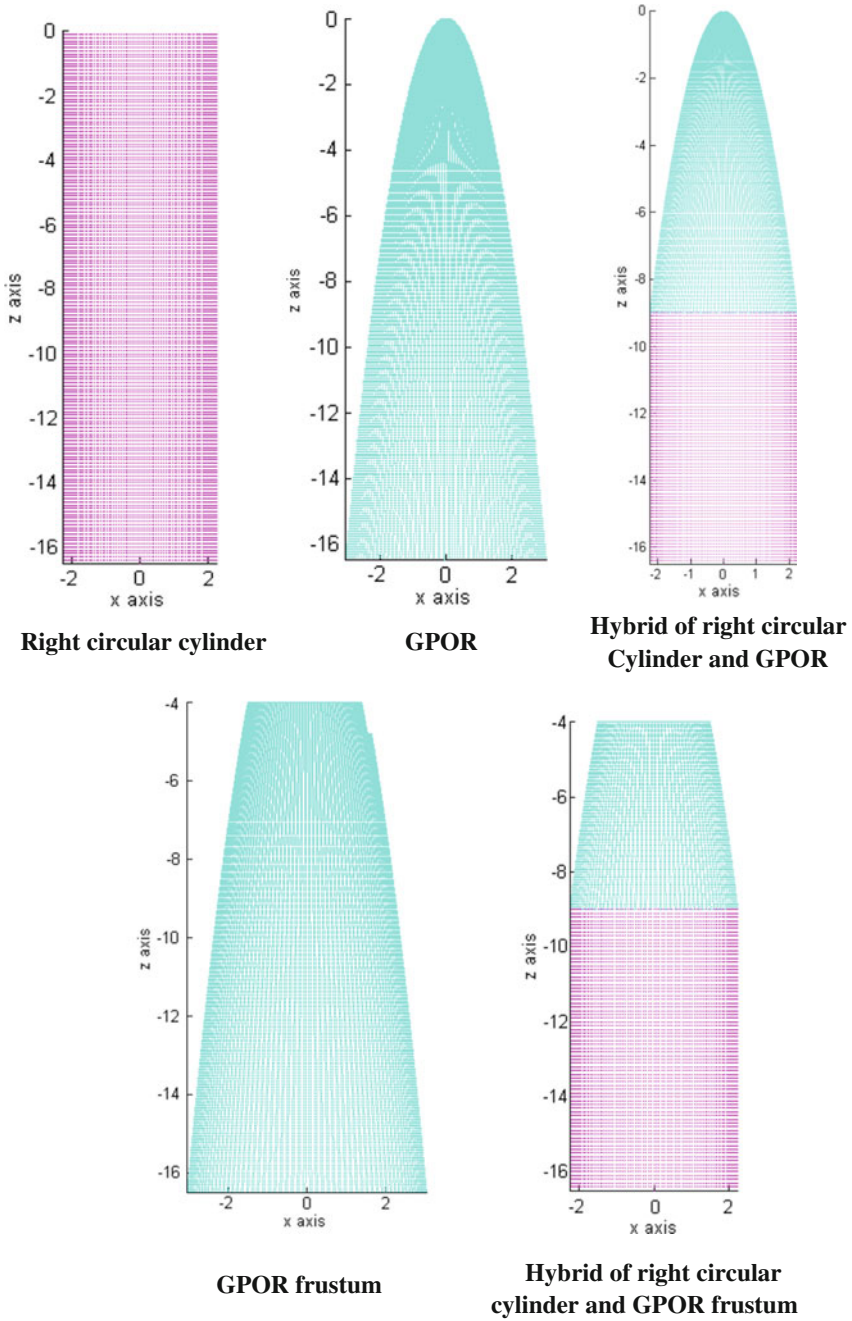 0
-2
-4
-6
-8
-10
-12
-14
-16
z axis
-2 0 2
x axis
Right circular cylinder
0
-2
-4
-6
-8
-10
-12
-14
-16
z axis
-2 0 2
x axis
GPOR
0
-2
-4
-6
-8
-10
-12
-14
-16
z axis
-2 -1 0 1 2
x axis
Hybrid of right circular
Cylinder and GPOR
-4
-6
-8
-10
-12
-14
-16
z axis
-2 0 2
x axis
GPOR frustum
-4
-6
-8
-10
-12
-14
-16
z axis
-2 0 2
x axis
Hybrid of right circular
cylinder and GPOR frustum